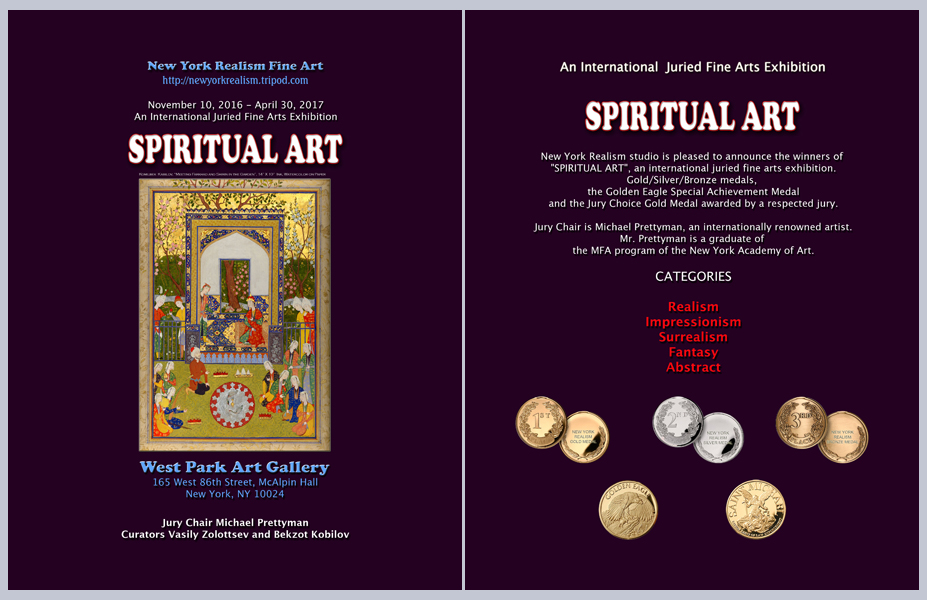 New York Realism Fine Art
http://newyorkrealism.tripod.com
November 10, 2016 – April 30, 2017
An International Juried Fine Arts Exhibition
SPIRITUAL ART
West Park Art Gallery
165 West 86th Street, McAlpin Hall
New York, NY 10024
Jury Chair Michael Prettyman
Curators Vasily Zolottsev and Bekzot Kobilov
An International Juried Fine Arts Exhibition
SPIRITUAL ART
New York Realism studio is pleased to announce the winners of
"SPIRITUAL ART", an international juried fine arts exhibition.
Gold/Silver/Bronze medals,
the Golden Eagle Special Achievement Medal
and the Jury Choice Gold Medal awarded by a respected jury.
Jury Chair is Michael Prettyman, an internationally renowned artist.
Mr. Prettyman is a graduate of
the MFA program of the New York Academy of Art.
CATEGORIES
Realism
Impressionism
Surrealism
Fantasy
Abstract
1ST
NEW YORK
REALISM
GOLD MEDAL
2ND
NEW YORK
REALISM
SILVER MEDAL
3RD
NEW YORK
REALISM
GOLDEN EAGLE